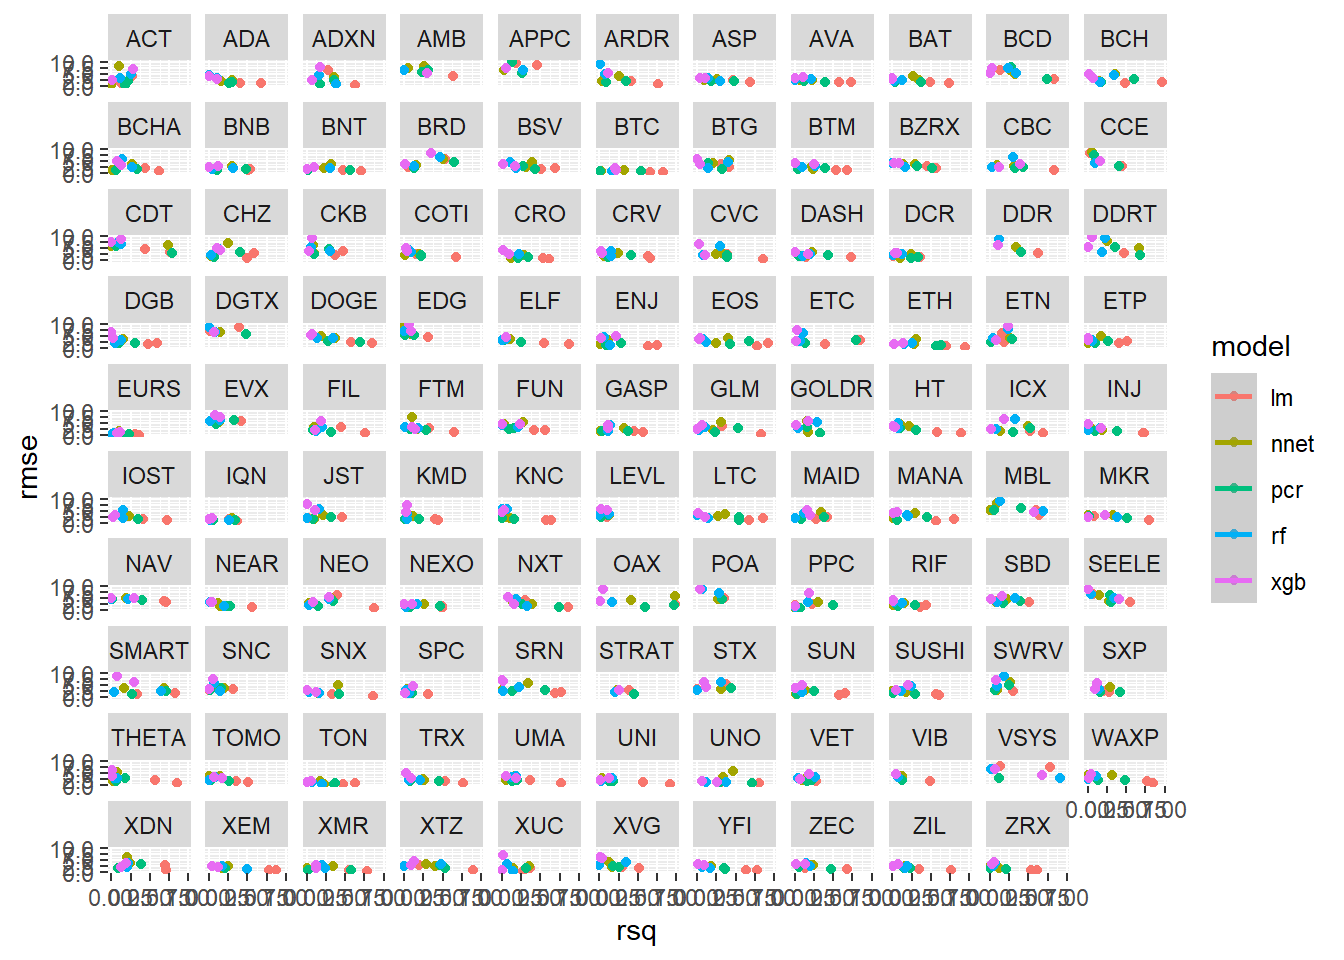 ACT ADA ADXN AMB APPC ARDR ASP AVA BAT BCD BCH
BCHA BNB BNT BRD BSV BTC BTG BTM BZRX CBC CCE
CDT CHZ CKB COTI CRO CRV CVC DASH DCR DDR DDRT
DGB DGTX DOGE EDG ELF ENJ EOS ETC ETH ETN ETP
EURS EVX FIL FTM FUN GASP GLM GOLDR HT ICX INJ
IOST IQN JST KMD KNC LEVL LTC MAID MANA MBL MKR
NAV NEAR NEO NEXO NXT OAX POA PPC RIF SBD SEELE
SMART SNC SNX SPC SRN STRAT STX SUN SUSHI SWRV SXP
THETA TOMO TON TRX UMA UNI UNO VET VIB VSYS WAXP
XDN XEM XMR XTZ XUC XVG YFI ZEC ZIL ZRX
rsq
rmse
model
lm
nnet
pcr
rf
xgb